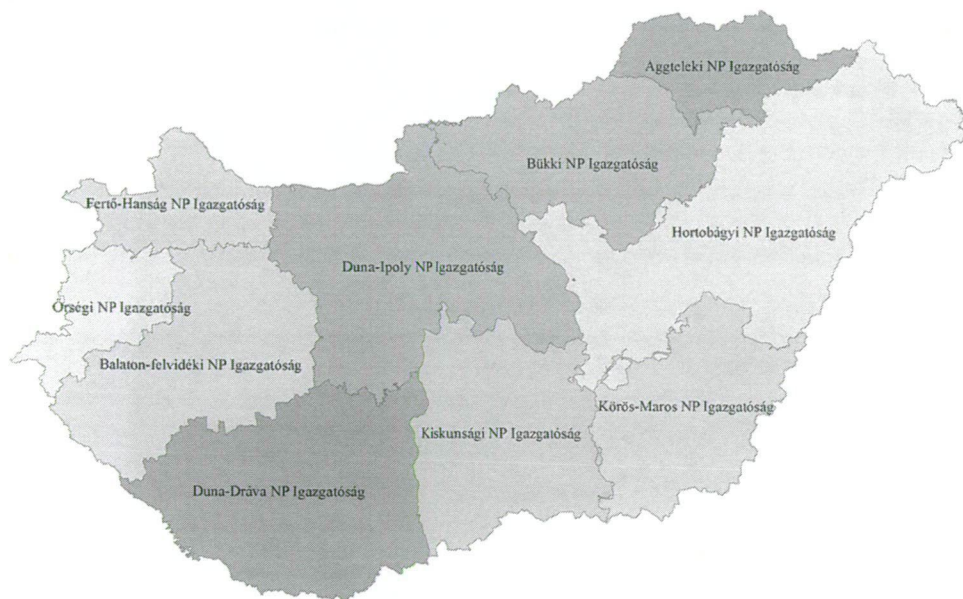 Aggteleki NP Igazgatóság
Bükki NP Igazgatóság
Fertő-Hanság NP Igazgatóság
Hortobágyi NP Igazgatóság
Duna-Ipoly NP Igazgatóság
Őrségi NP Igazgatóság
Balaton-felvidéki NP Igazgatóság
Körös-Maros NP Igazgatóság
Kiskunsági NP Igazgatóság
Duna-Dráva NP Igazgatóság